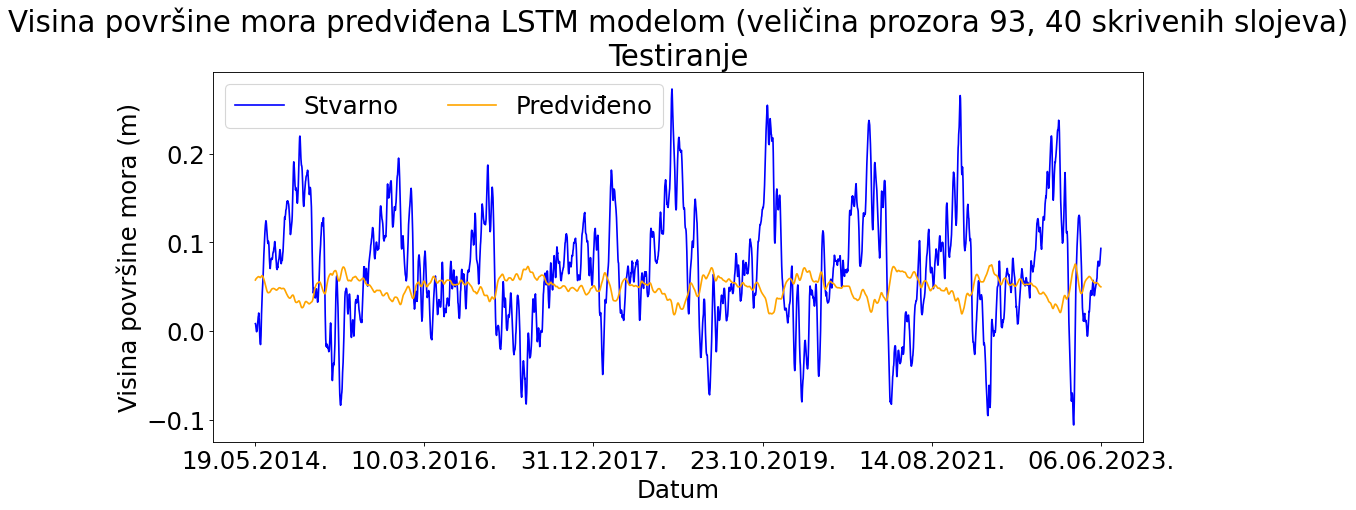 Visina površine mora predviđena LSTM modelom (veličina prozora 93, 40 skrivenih slojeva)
Testiranje
Stvarno Predviđeno
Visina površine mora (m)
0.2
0.1
0.0
−0.1
19.05.2014. 10.03.2016. 31.12.2017. 23.10.2019. 14.08.2021. 06.06.2023.
Datum